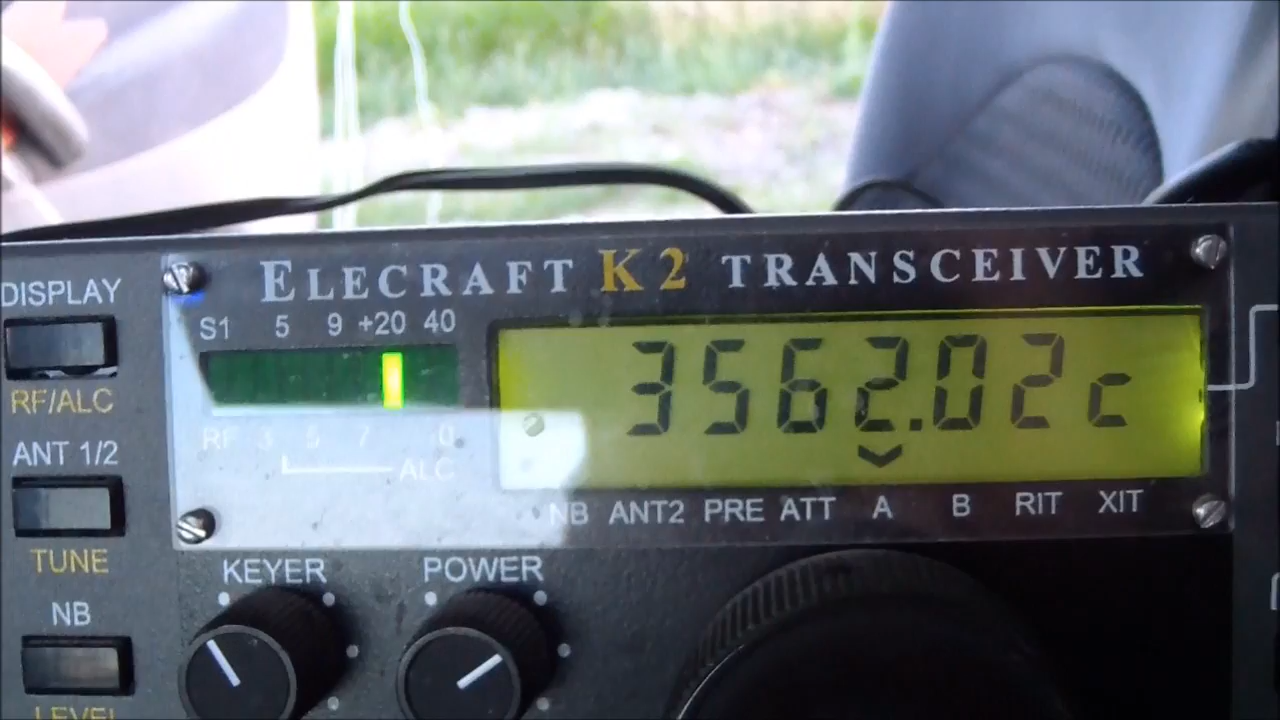 ELECRAFT K2 TRANSCEIVER
DISPLAY
S1 5 9 +20 40
3562.02c
RF/ALC
RF 3 5 7
ALC
ANT 1/2
NB ANT2 PRE ATT A B RIT XIT
TUNE
KEYER POWER
NB
LEVEL